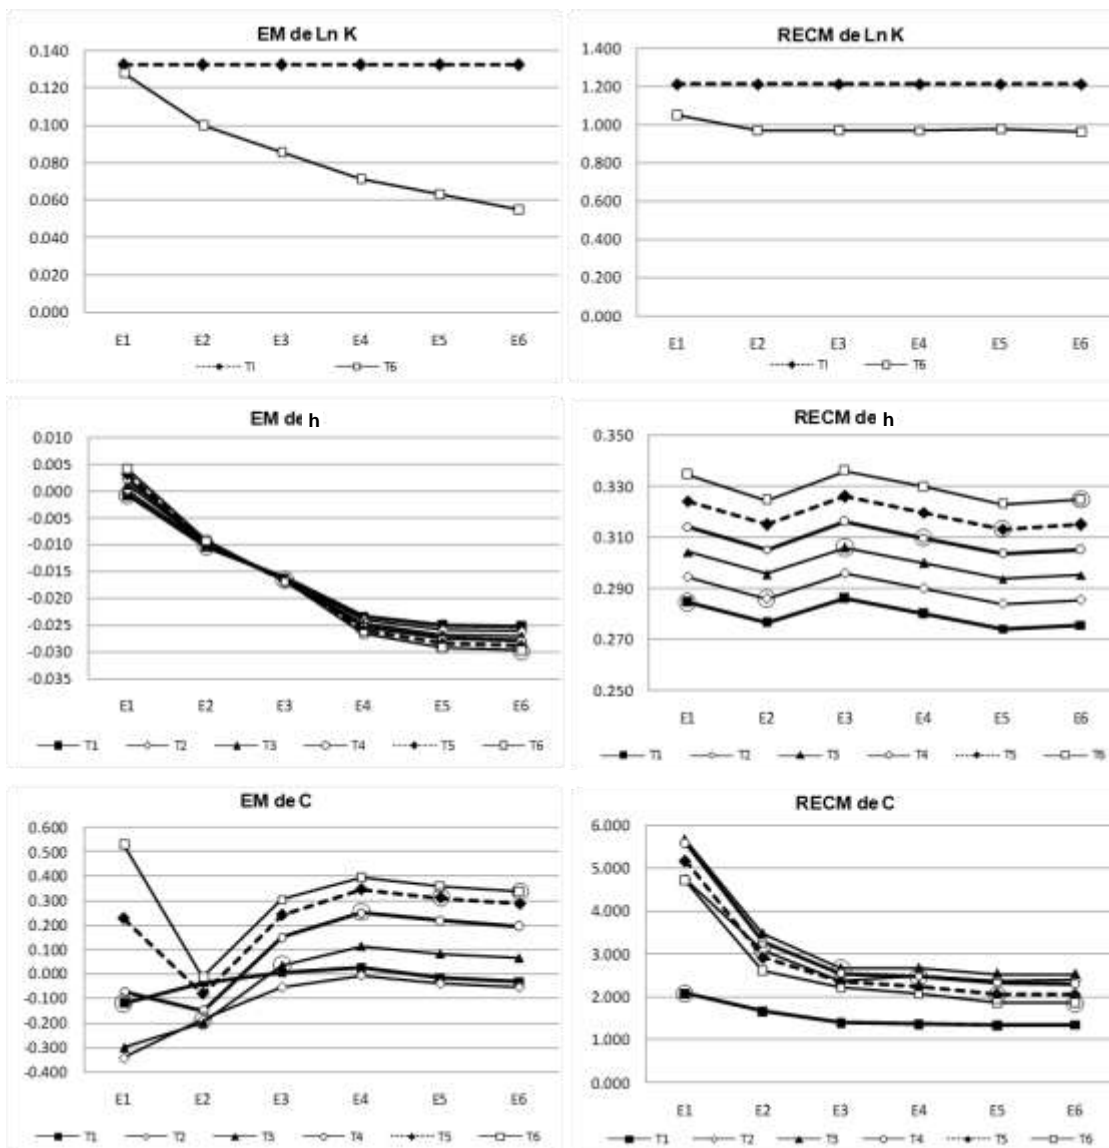 EM de Ln K
0.140
0.120
0.100
0.080
0.060
0.040
0.020
0.000
E1 E2 E3 E4 E5 E6
TI T6
RECM de Ln K
1.400
1.200
1.000
0.800
0.600
0.400
0.200
0.000
E1 E2 E3 E4 E5 E6
TI T6
EM de h
0.010
0.005
0.000
-0.005
-0.010
-0.015
-0.020
-0.025
-0.030
-0.035
E1 E2 E3 E4 E5 E6
T1 T2 T3 T4 T5 T6
RECM de h
0.350
0.330
0.310
0.290
0.270
0.250
E1 E2 E3 E4 E5 E6
T1 T2 T3 T4 T5 T6
EM de C
0.600
0.500
0.400
0.300
0.200
0.100
0.000
-0.100
-0.200
-0.300
-0.400
E1 E2 E3 E4 E5 E6
T1 T2 T3 T4 T5 T6
RECM de C
6.000
5.000
4.000
3.000
2.000
1.000
0.000
E1 E2 E3 E4 E5 E6
T1 T2 T3 T4 T5 T6